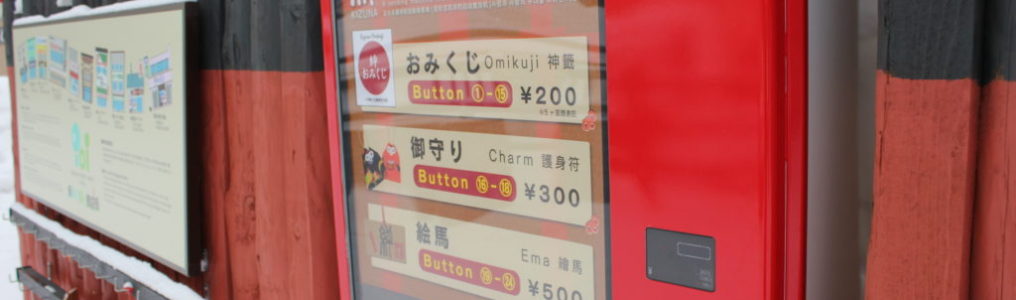 KIZUNA
絆
おみくじ
おみくじ Omikuji 神籤
Button ①-⑮ ¥200
御守り Charm 護身符
Button ⑯-⑱ ¥300
絵馬 Ema 繪馬
Button ⑲-㉔ ¥500